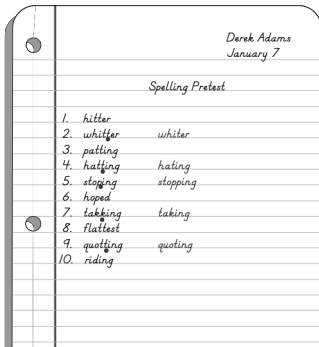 Derek Adams
January 7
Spelling Pretest
1. hitter
2. whitter whiter
3. patting
4. hatting hating
5. stoping stopping
6. hoped
7. takking taking
8. flattest
9. quotting quoting
10. riding